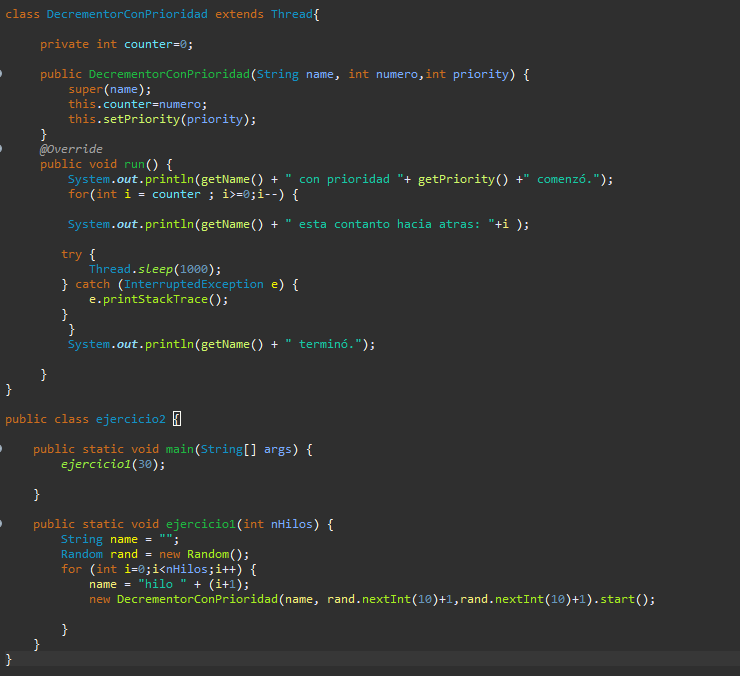 class DecrementorConPrioridad extends Thread{
private int counter=0;
public DecrementorConPrioridad(String name, int numero,int priority) {
super(name);
this.counter=numero;
this.setPriority(priority);
}
@Override
public void run() {
System.out.println(getName() + " con prioridad "+ getPriority() +" comenzó.");
for(int i = counter ; i>=0;i--) {
System.out.println(getName() + " esta contanto hacia atras: "+i );
try {
Thread.sleep(1000);
} catch (InterruptedException e) {
e.printStackTrace();
}
}
System.out.println(getName() + " terminó.");
}
}
public class ejercicio2 {
public static void main(String[] args) {
ejercicio1(30);
}
public static void ejercicio1(int nHilos) {
String name = "";
Random rand = new Random();
for (int i=0;i<nHilos;i++) {
name = "hilo " + (i+1);
new DecrementorConPrioridad(name, rand.nextInt(10)+1,rand.nextInt(10)+1).start();
}
}
}